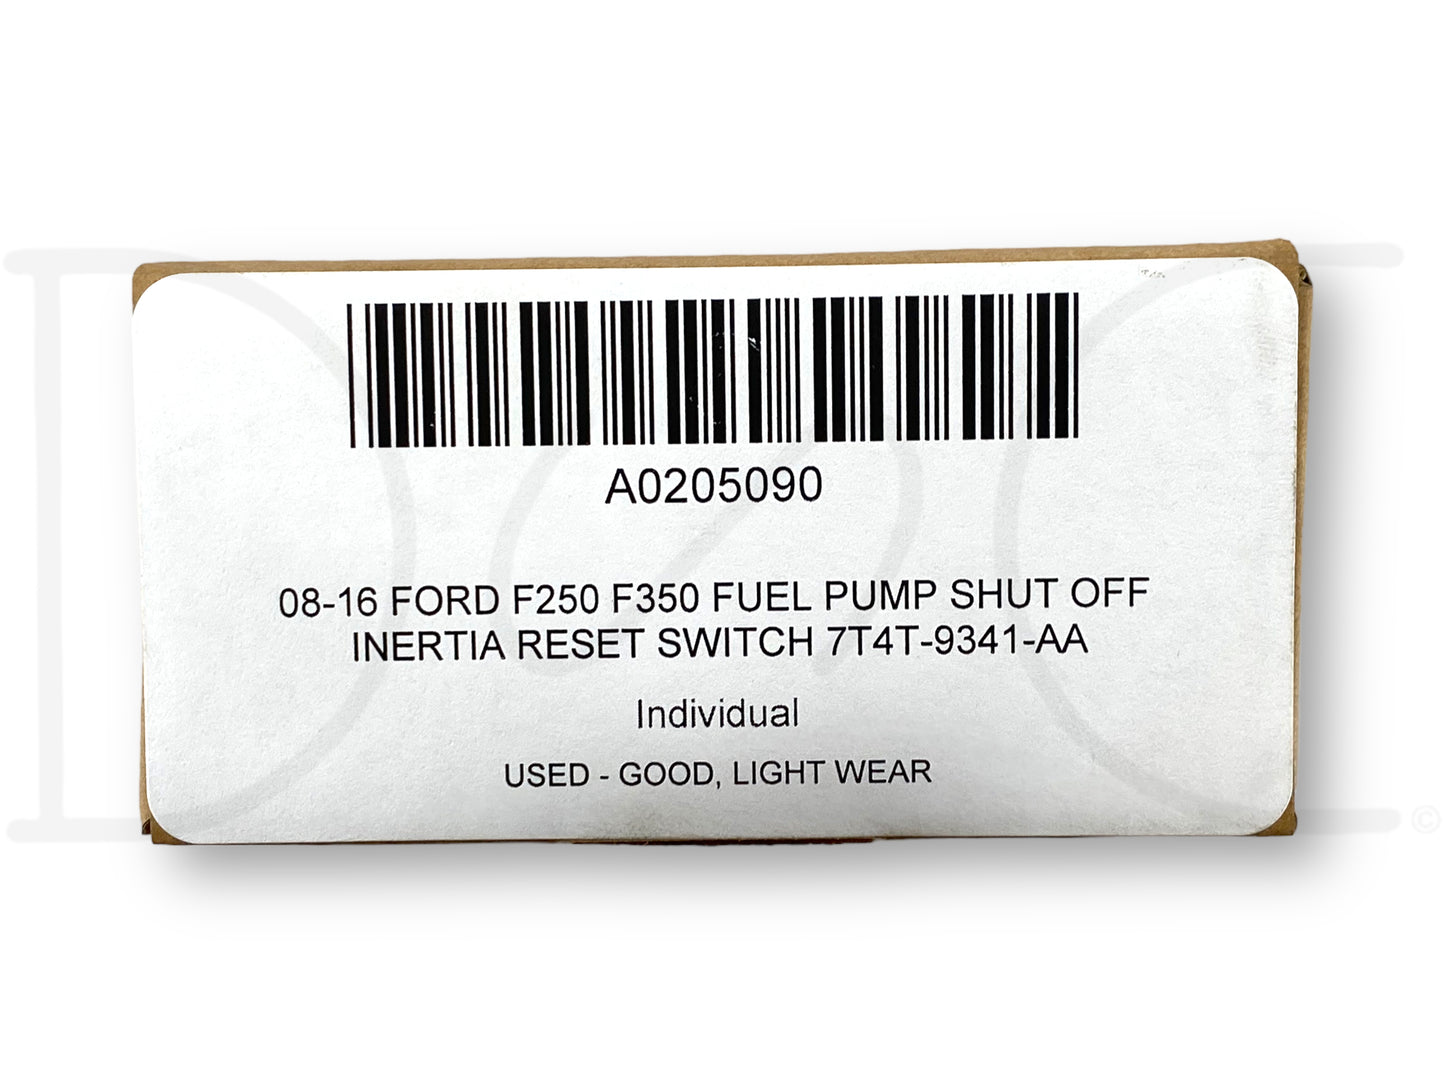 A0205090
08-16 FORD F250 F350 FUEL PUMP SHUT OFF
INERTIA RESET SWITCH 7T4T-9341-AA
Individual
USED - GOOD, LIGHT WEAR
©